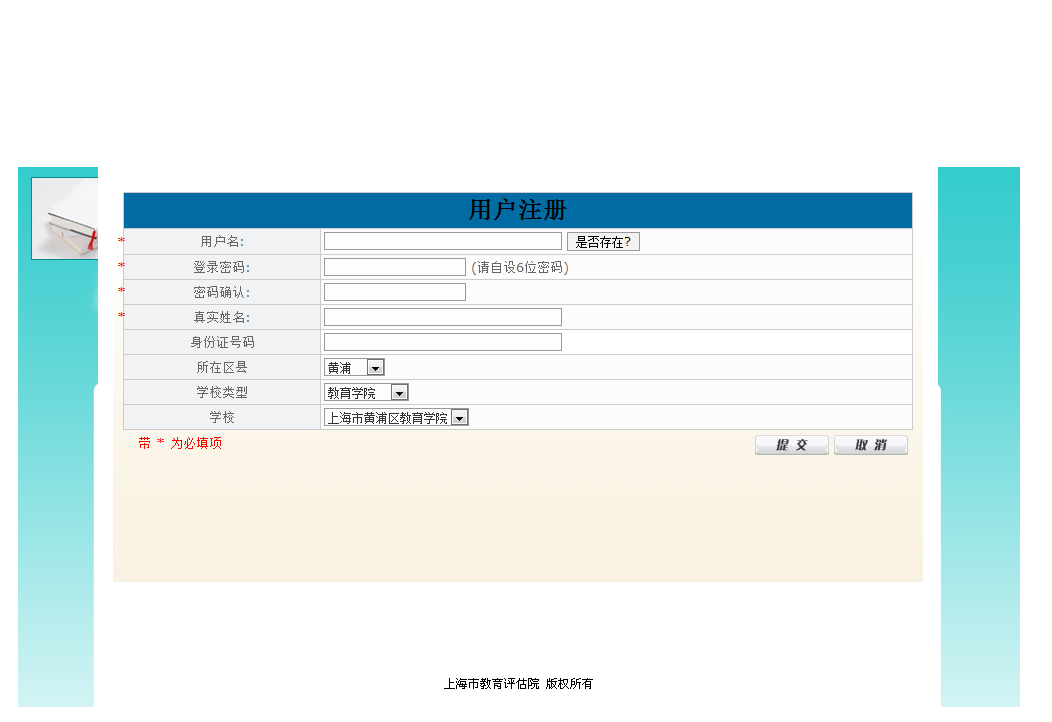 用户注册
* 用户名: 是否存在?
* 登录密码: (请自设6位密码)
* 密码确认:
* 真实姓名:
身份证号码
所在区县 黄浦
学校类型 教育学院
学校 上海市黄浦区教育学院
带 * 为必填项 提 交 取 消
上海市教育评估院 版权所有